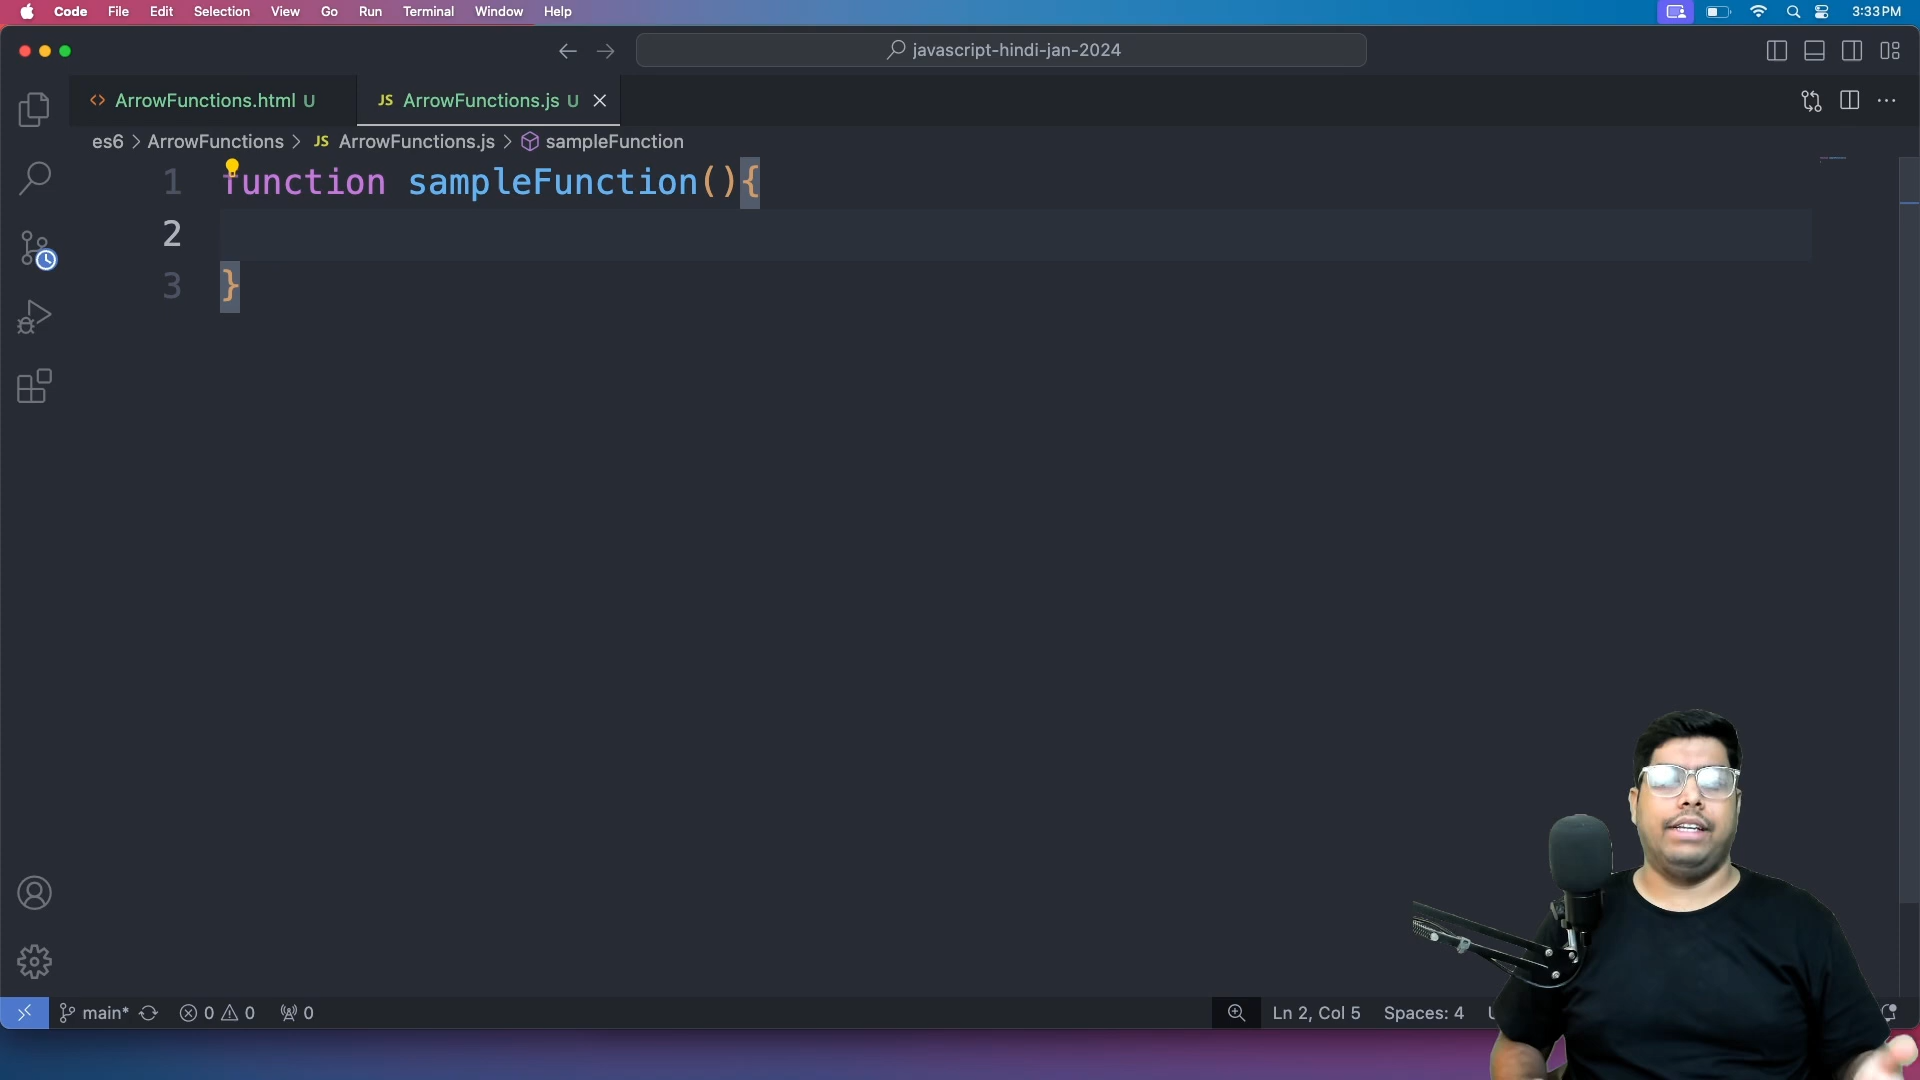 Code File Edit Selection View Go Run Terminal Window Help 3:33 PM
javascript-hindi-jan-2024
ArrowFunctions.html U JS ArrowFunctions.js U
es6 > ArrowFunctions > JS ArrowFunctions.js > sampleFunction
1 function sampleFunction(){
2
3 }
main* 0 0 0 Ln 2, Col 5 Spaces: 4